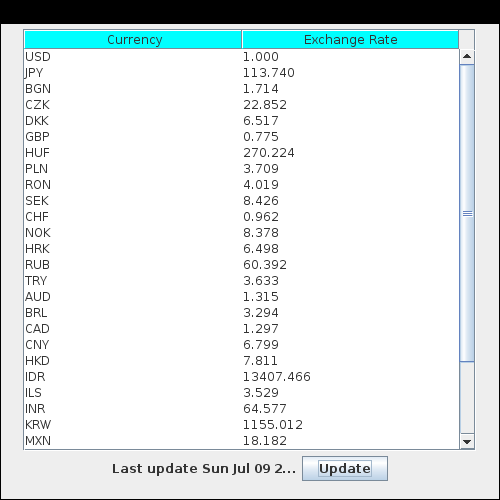 Currency Exchange Rate
USD 1.000
JPY 113.740
BGN 1.714
CZK 22.852
DKK 6.517
GBP 0.775
HUF 270.224
PLN 3.709
RON 4.019
SEK 8.426
CHF 0.962
NOK 8.378
HRK 6.498
RUB 60.392
TRY 3.633
AUD 1.315
BRL 3.294
CAD 1.297
CNY 6.799
HKD 7.811
IDR 13407.466
ILS 3.529
INR 64.577
KRW 1155.012
MXN 18.182
Last update Sun Jul 09 2... Update